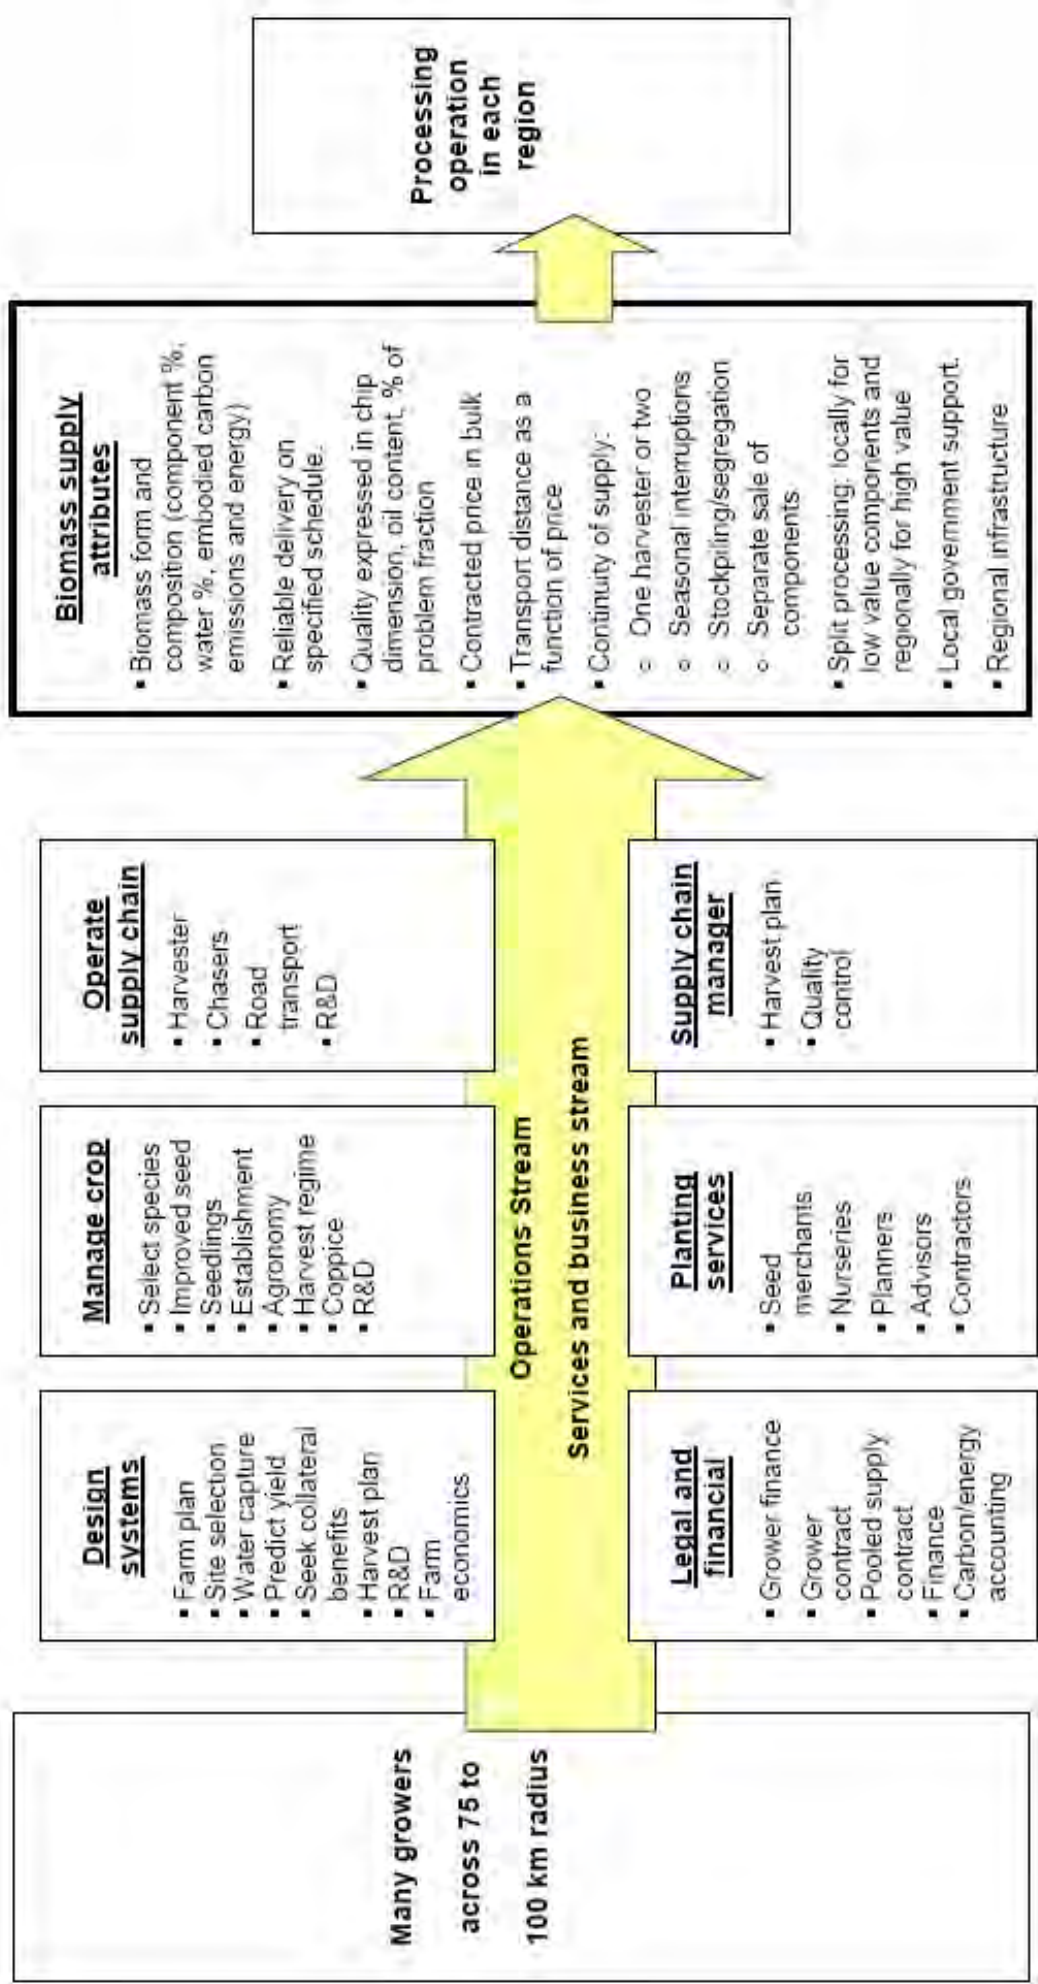 Many growers
across 75 to
100 km radius
Design
systems
▪ Farm plan
▪ Site selection
▪ Water capture
▪ Predict yield
▪ Seek collateral
benefits
▪ Harvest plan
▪ R&D
▪ Farm
economics
Manage crop
▪ Select species
▪ Improved seed
▪ Seedlings
▪ Establishment
▪ Agronomy
▪ Harvest regime
▪ Coppice
▪ R&D
Operate
supply chain
▪ Harvester
▪ Chasers
▪ Road
transport
▪ R&D
Operations Stream
Services and business stream
Legal and
financial
▪ Grower finance
▪ Grower
contract
▪ Pooled supply
contract
▪ Finance
▪ Carbon/energy
accounting
Planting
services
▪ Seed
merchants
▪ Nurseries
▪ Planners
▪ Advisors
▪ Contractors
Supply chain
manager
▪ Harvest plan
▪ Quality
control
Biomass supply
attributes
▪ Biomass form and
composition (component %,
water %, embodied carbon
emissions and energy)
▪ Reliable delivery on
specified schedule.
▪ Quality expressed in chip
dimension, oil content, % of
problem fraction
▪ Contracted price in bulk
▪ Transport distance as a
function of price
▪ Continuity of supply:
○ One harvester or two
○ Seasonal interruptions
○ Stockpiling/segregation
○ Separate sale of
components
▪ Split processing; locally for
low value components and
regionally for high value
▪ Local government support.
▪ Regional infrastructure
Processing
operation
in each
region